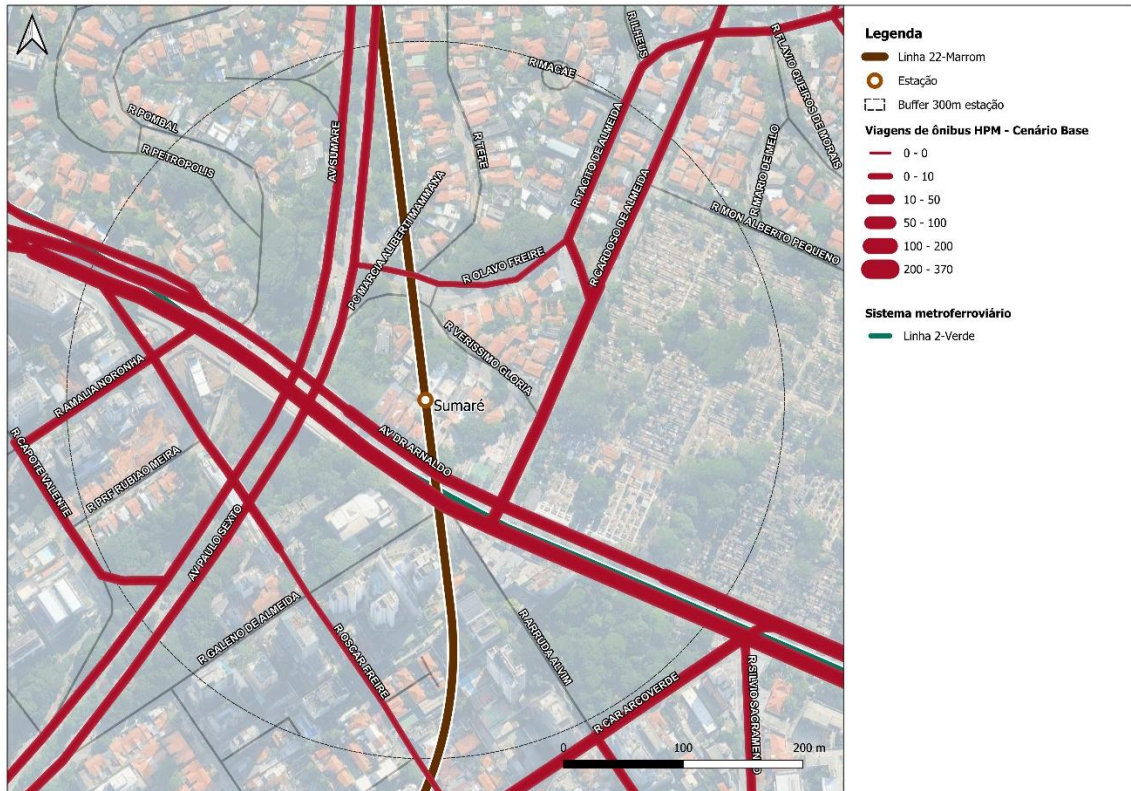 R ILHEUS
R FLAVIO QUEIROS DE MORAIS
R MACAE
R POMBAL
R PETROPOLIS
AV SUMARE
R TEFE
R TACITO DE ALMEIDA
R MARIO DE MELO
R CARDOSO DE ALMEIDA
R MON ALBERTO PEQUENO
PC MARCIA ALIBERTI MAMMANA
R OLAVO FREIRE
R VERISSIMO GLORIA
R AMALIA NORONHA
Sumaré
R CAPOTE VALENTE
R PRF RUBIAO MEIRA
AV DR ARNALDO
AV PAULO SEXTO
R GALENO DE ALMEIDA
R OSCAR FREIRE
R ARRUDA ALVIM
R CAR ARCOVERDE
R SILVIO SACRAMENTO
0 100 200 m
Legenda
Linha 22-Marrom
Estação
Buffer 300m estação
Viagens de ônibus HPM - Cenário Base
0 - 0
0 - 10
10 - 50
50 - 100
100 - 200
200 - 370
Sistema metroferroviário
Linha 2-Verde